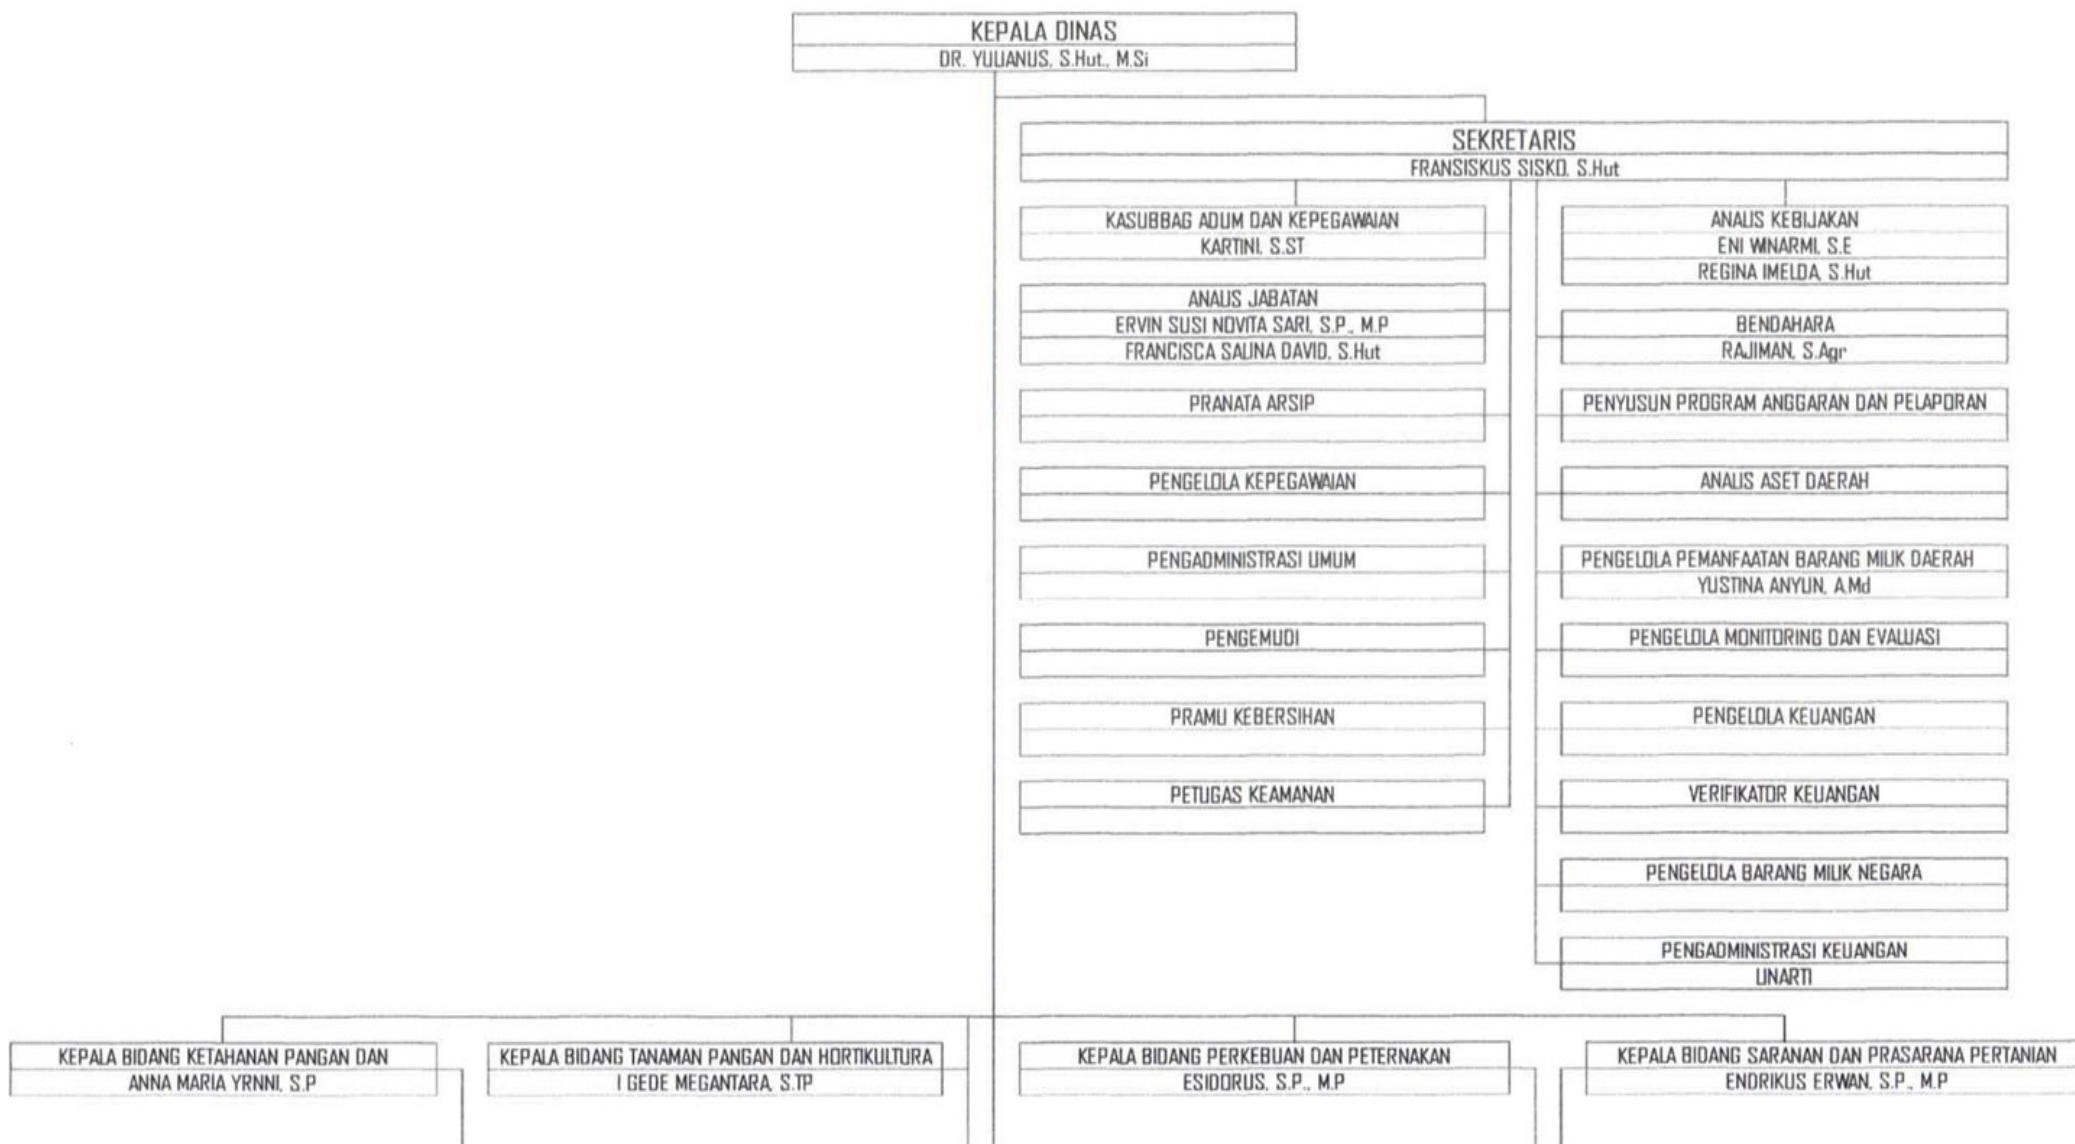 KEPALA DINAS
DR. YULIANUS, S.Hut., M.Si
SEKRETARIS
FRANSISKUS SISKO, S.Hut
KASUBBAG ADUM DAN KEPEGAWAIAN
KARTINI, S.ST
ANALIS JABATAN
ERVIN SUSI NOVITA SARI, S.P., M.P
FRANCISCA SALINA DAVID, S.Hut
PRANATA ARSIP
PENGELOLA KEPEGAWAIAN
PENGADMINISTRASI UMUM
PENGEMUDI
PRAMU KEBERSIHAN
PETUGAS KEAMANAN
ANALIS KEBIJAKAN
ENI WINARMI, S.E
REGINA IMELDA, S.Hut
BENDAHARA
RAJIMAN, S.Agr
PENYUSUN PROGRAM ANGGARAN DAN PELAPORAN
ANALIS ASET DAERAH
PENGELOLA PEMANFAATAN BARANG MILIK DAERAH
YUSTINA ANYUN, A.Md
PENGELOLA MONITORING DAN EVALUASI
PENGELOLA KEUANGAN
VERIFIKATOR KEUANGAN
PENGELOLA BARANG MILIK NEGARA
PENGADMINISTRASI KEUANGAN
LINARTI
KEPALA BIDANG KETAHANAN PANGAN DAN
ANNA MARIA YRNNI, S.P
KEPALA BIDANG TANAMAN PANGAN DAN HORTIKULTURA
I GEDE MEGANTARA, S.TP
KEPALA BIDANG PERKEBUAN DAN PETERNAKAN
ESIDORUS, S.P., M.P
KEPALA BIDANG SARANAN DAN PRASARANA PERTANIAN
ENDRIKUS ERWAN, S.P., M.P